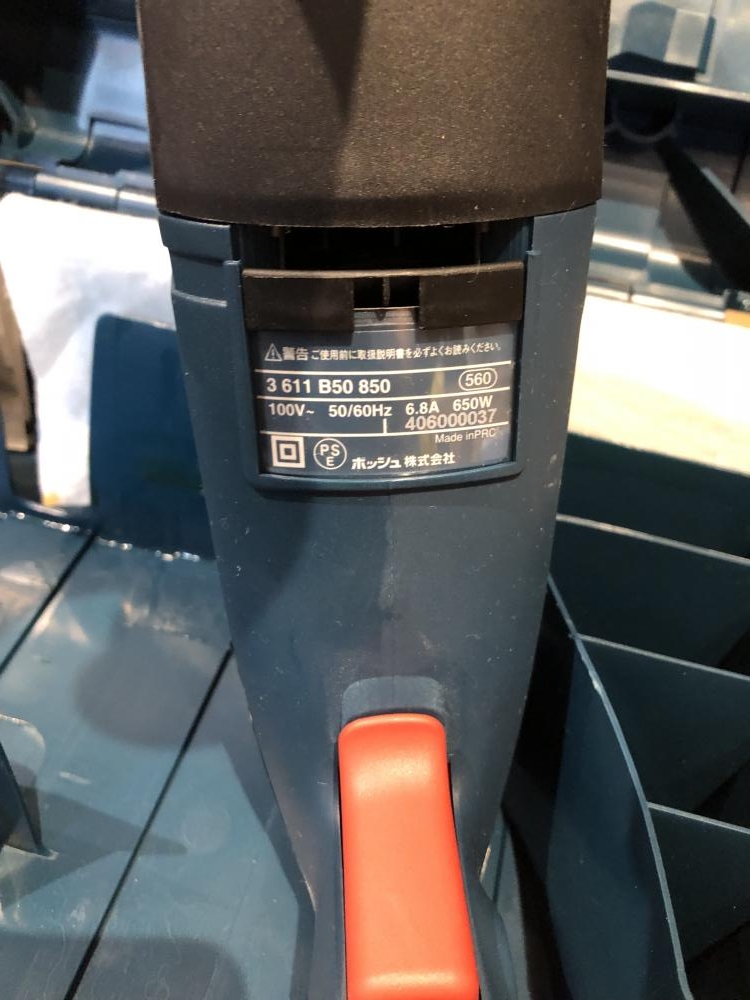 ⚠警告 ご使用前に取扱説明書を必ずよくお読みください。
3 611 B50 850 560
100V~ 50/60Hz 6.8A 650W
406000037
Made inPRC
PSE ボッシュ株式会社